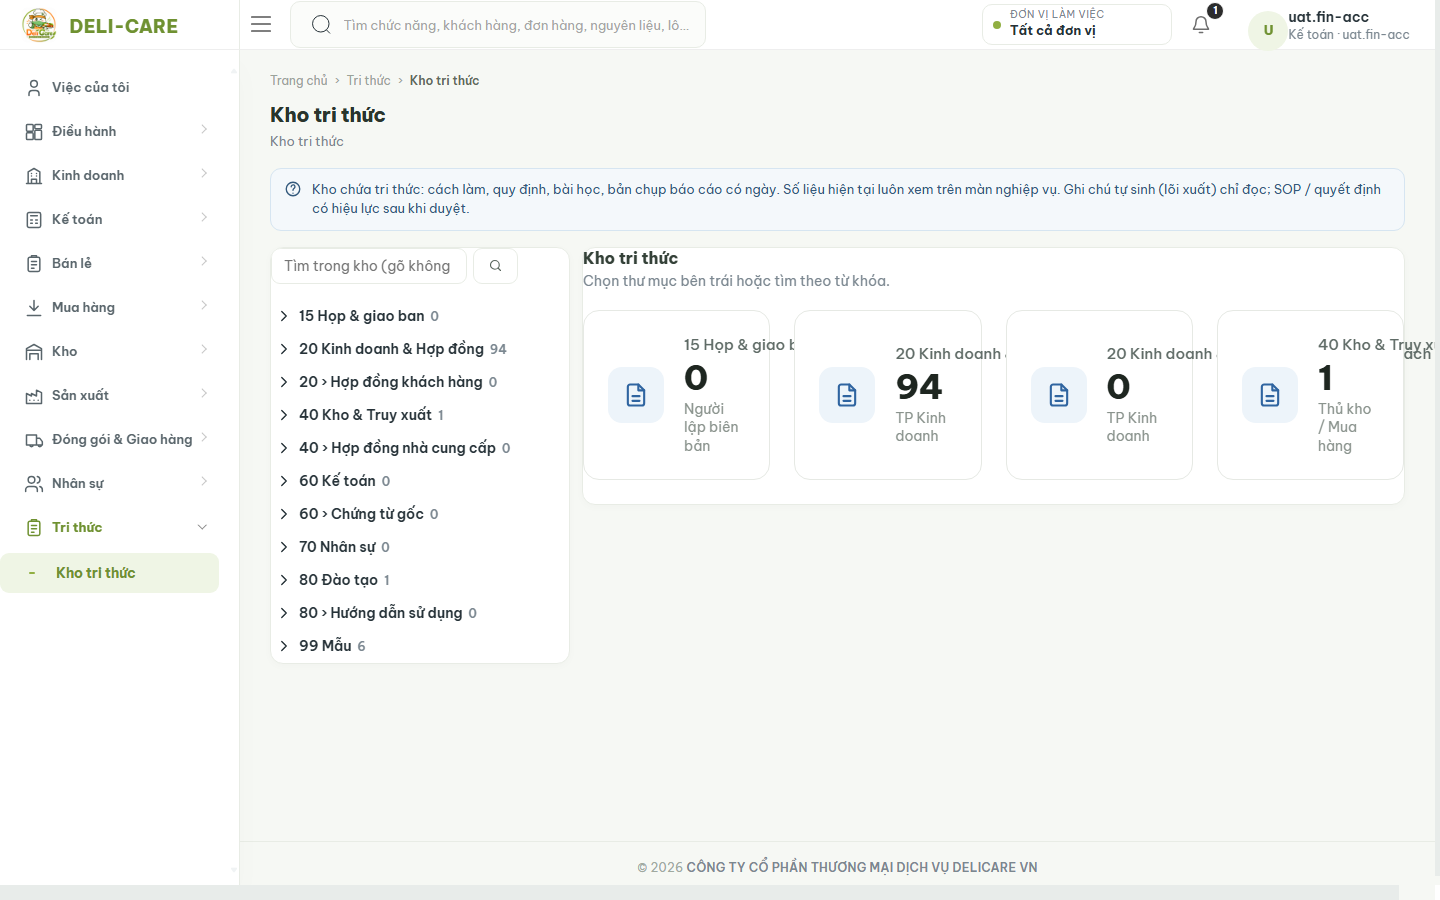 DELI-CARE
Tìm chức năng, khách hàng, đơn hàng, nguyên liệu, lô...
ĐƠN VỊ LÀM VIỆC
Tất cả đơn vị
1
U
uat.fin-acc
Kế toán · uat.fin-acc
Việc của tôi
Điều hành
Kinh doanh
Kế toán
Bán lẻ
Mua hàng
Kho
Sản xuất
Đóng gói & Giao hàng
Nhân sự
Tri thức
- Kho tri thức
Trang chủ › Tri thức › Kho tri thức
Kho tri thức
Kho tri thức
Kho chứa tri thức: cách làm, quy định, bài học, bản chụp báo cáo có ngày. Số liệu hiện tại luôn xem trên màn nghiệp vụ. Ghi chú tự sinh (lõi xuất) chỉ đọc; SOP / quyết định
có hiệu lực sau khi duyệt.
Tìm trong kho (gõ không
15 Họp & giao ban 0
20 Kinh doanh & Hợp đồng 94
20 › Hợp đồng khách hàng 0
40 Kho & Truy xuất 1
40 › Hợp đồng nhà cung cấp 0
60 Kế toán 0
60 › Chứng từ gốc 0
70 Nhân sự 0
80 Đào tạo 1
80 › Hướng dẫn sử dụng 0
99 Mẫu 6
Kho tri thức
Chọn thư mục bên trái hoặc tìm theo từ khóa.
15 Họp & giao b
0
Người
lập biên
bản
20 Kinh doanh
94
TP Kinh
doanh
20 Kinh doanh
0
TP Kinh
doanh
40 Kho & Truy x
ách
1
Thủ kho
/ Mua
hàng
© 2026 CÔNG TY CỔ PHẦN THƯƠNG MẠI DỊCH VỤ DELICARE VN